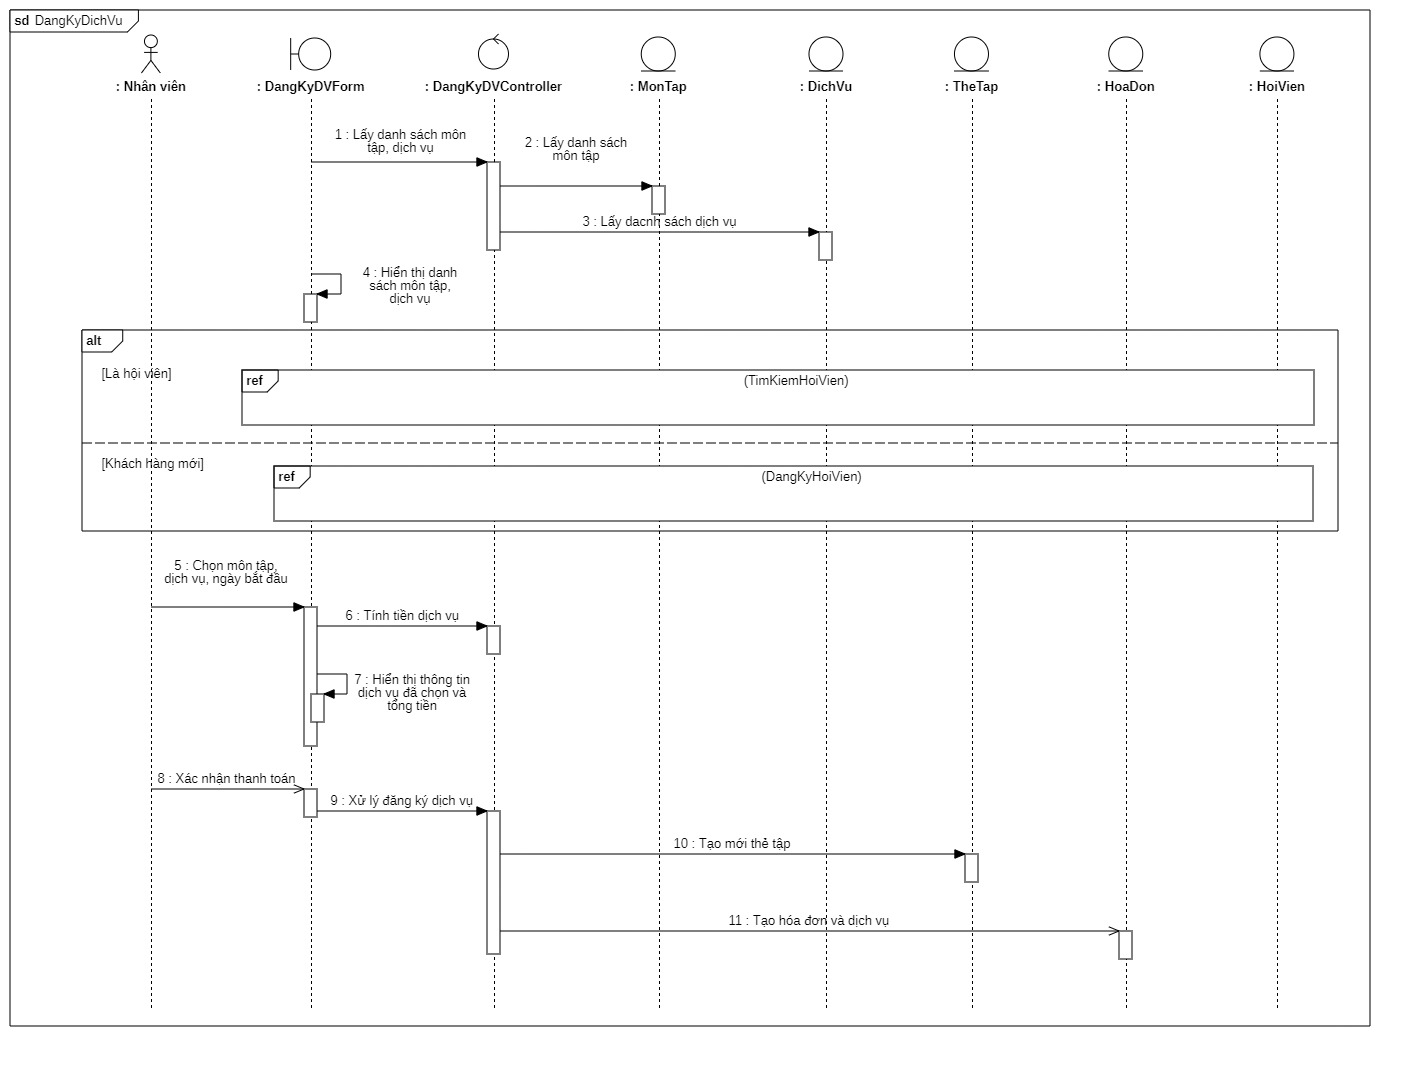 sd DangKyDichVu
: Nhân viên
: DangKyDVForm
: DangKyDVController
: MonTap
: DichVu
: TheTap
: HoaDon
: HoiVien
1 : Lấy danh sách môn
tập, dịch vụ
2 : Lấy danh sách
môn tập
3 : Lấy dacnh sách dịch vụ
4 : Hiển thị danh
sách môn tập,
dịch vụ
alt
[Là hội viên]
ref
(TimKiemHoiVien)
[Khách hàng mới]
ref
(DangKyHoiVien)
5 : Chọn môn tập,
dịch vụ, ngày bắt đầu
6 : Tính tiền dịch vụ
7 : Hiển thị thông tin
dịch vụ đã chọn và
tổng tiền
8 : Xác nhận thanh toán
9 : Xử lý đăng ký dịch vụ
10 : Tạo mới thẻ tập
11 : Tạo hóa đơn và dịch vụ